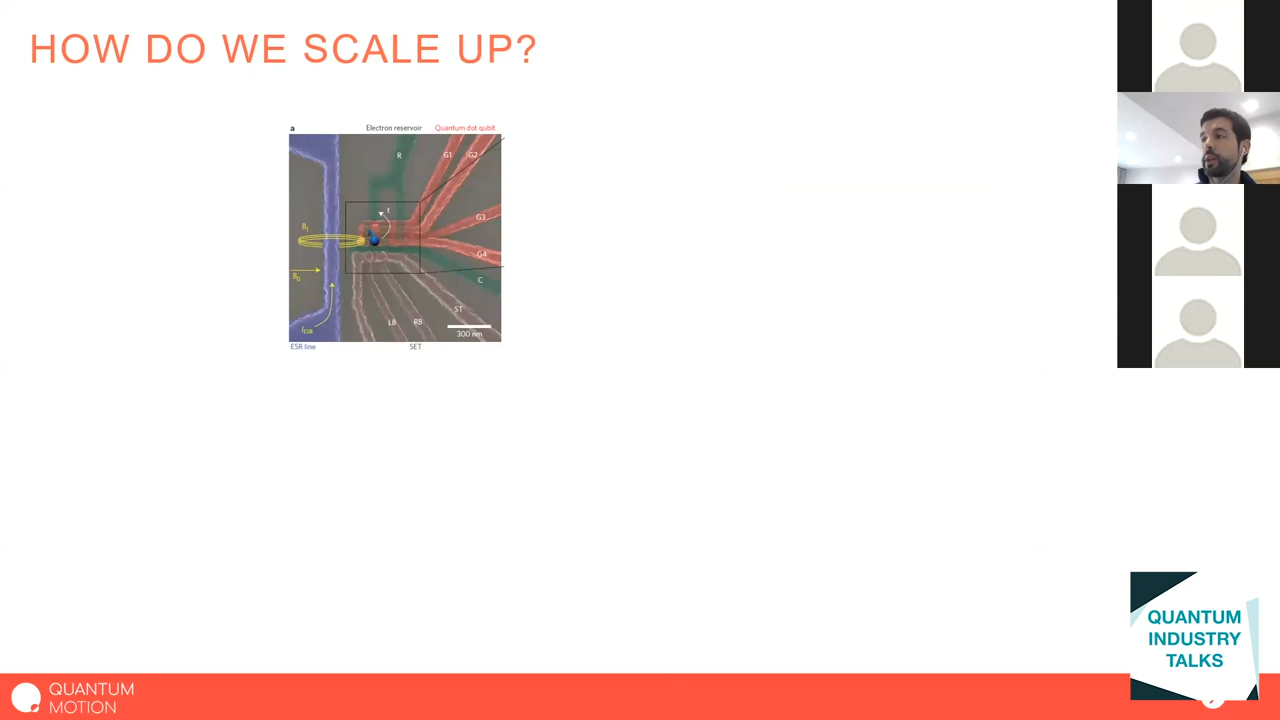 HOW DO WE SCALE UP?
a
Electron reservoir
Quantum dot qubit
R
G1
G2
B1
G3
G4
B0
C
ST
LB
RB
iESR
300 nm
ESR line
SET
QUANTUM
INDUSTRY
TALKS
QUANTUM
MOTION